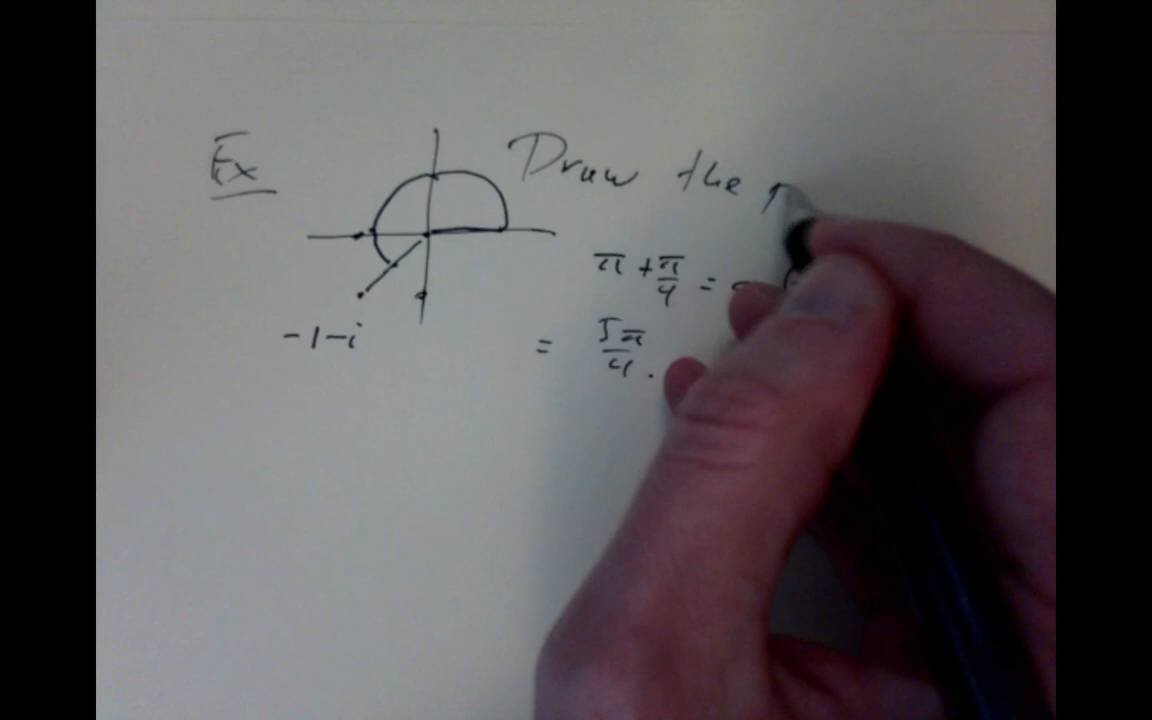 Ex Draw the
π + π/4 =
-1-i = 5π/4.